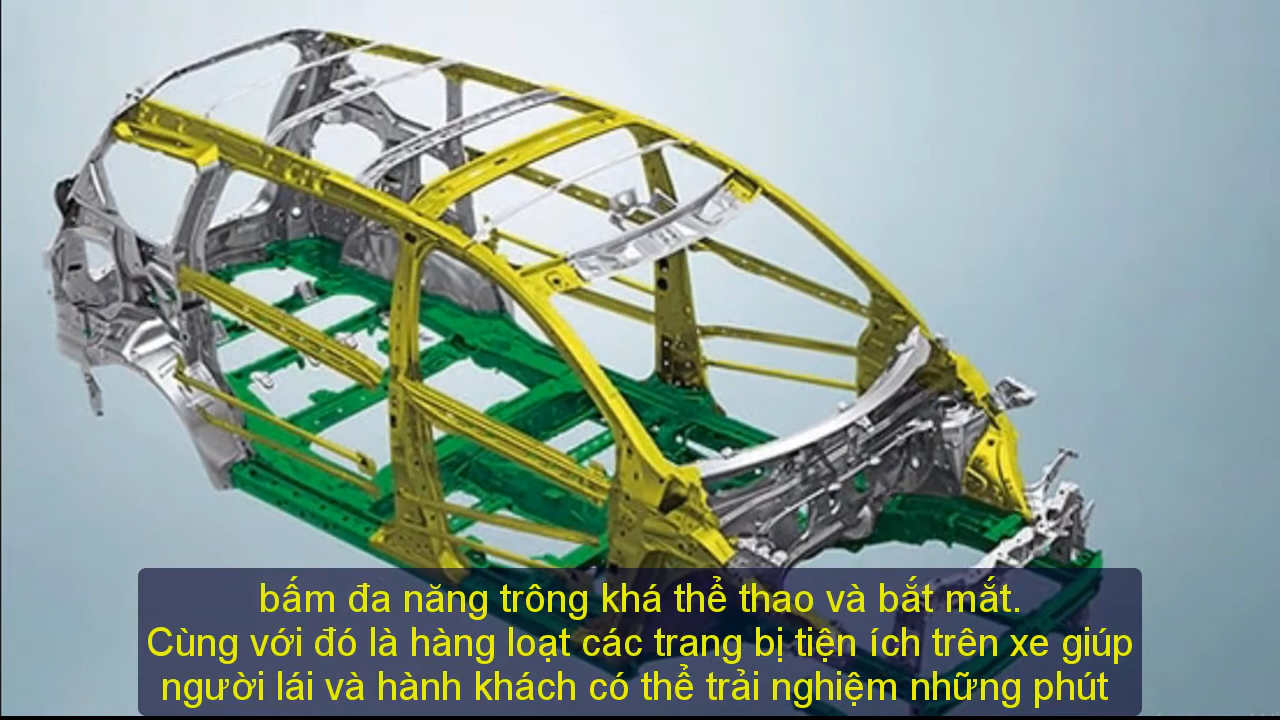 bấm đa năng trông khá thể thao và bắt mắt.
Cùng với đó là hàng loạt các trang bị tiện ích trên xe giúp
người lái và hành khách có thể trải nghiệm những phút